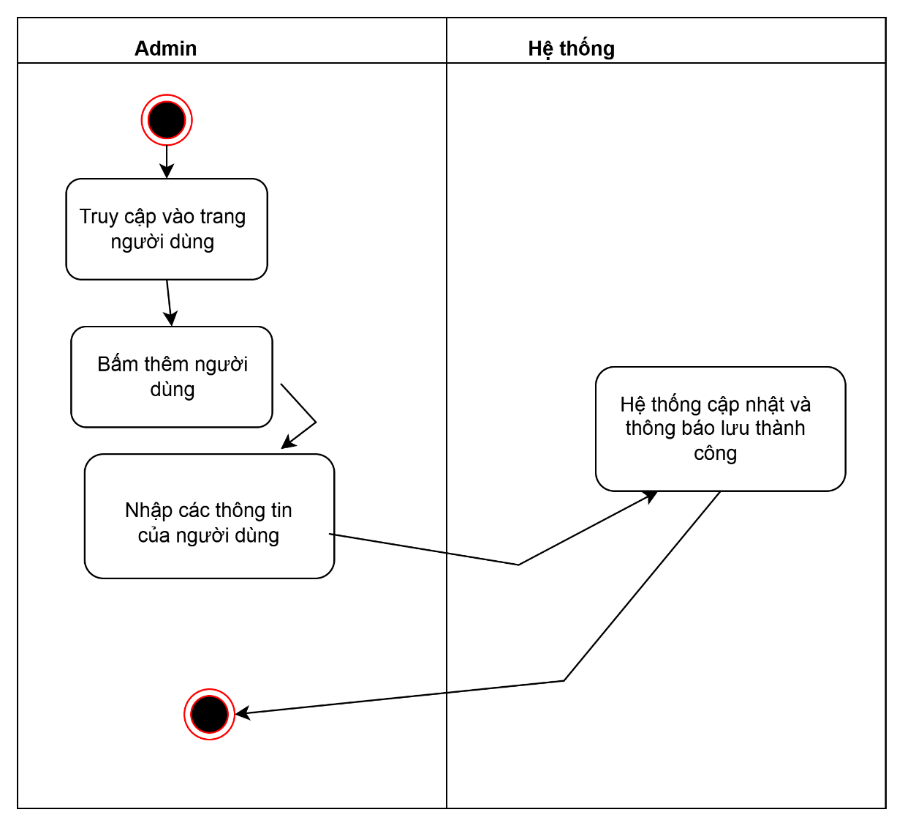 Admin
Hệ thống
Truy cập vào trang
người dùng
Bấm thêm người
dùng
Hệ thống cập nhật và
thông báo lưu thành
công
Nhập các thông tin
của người dùng